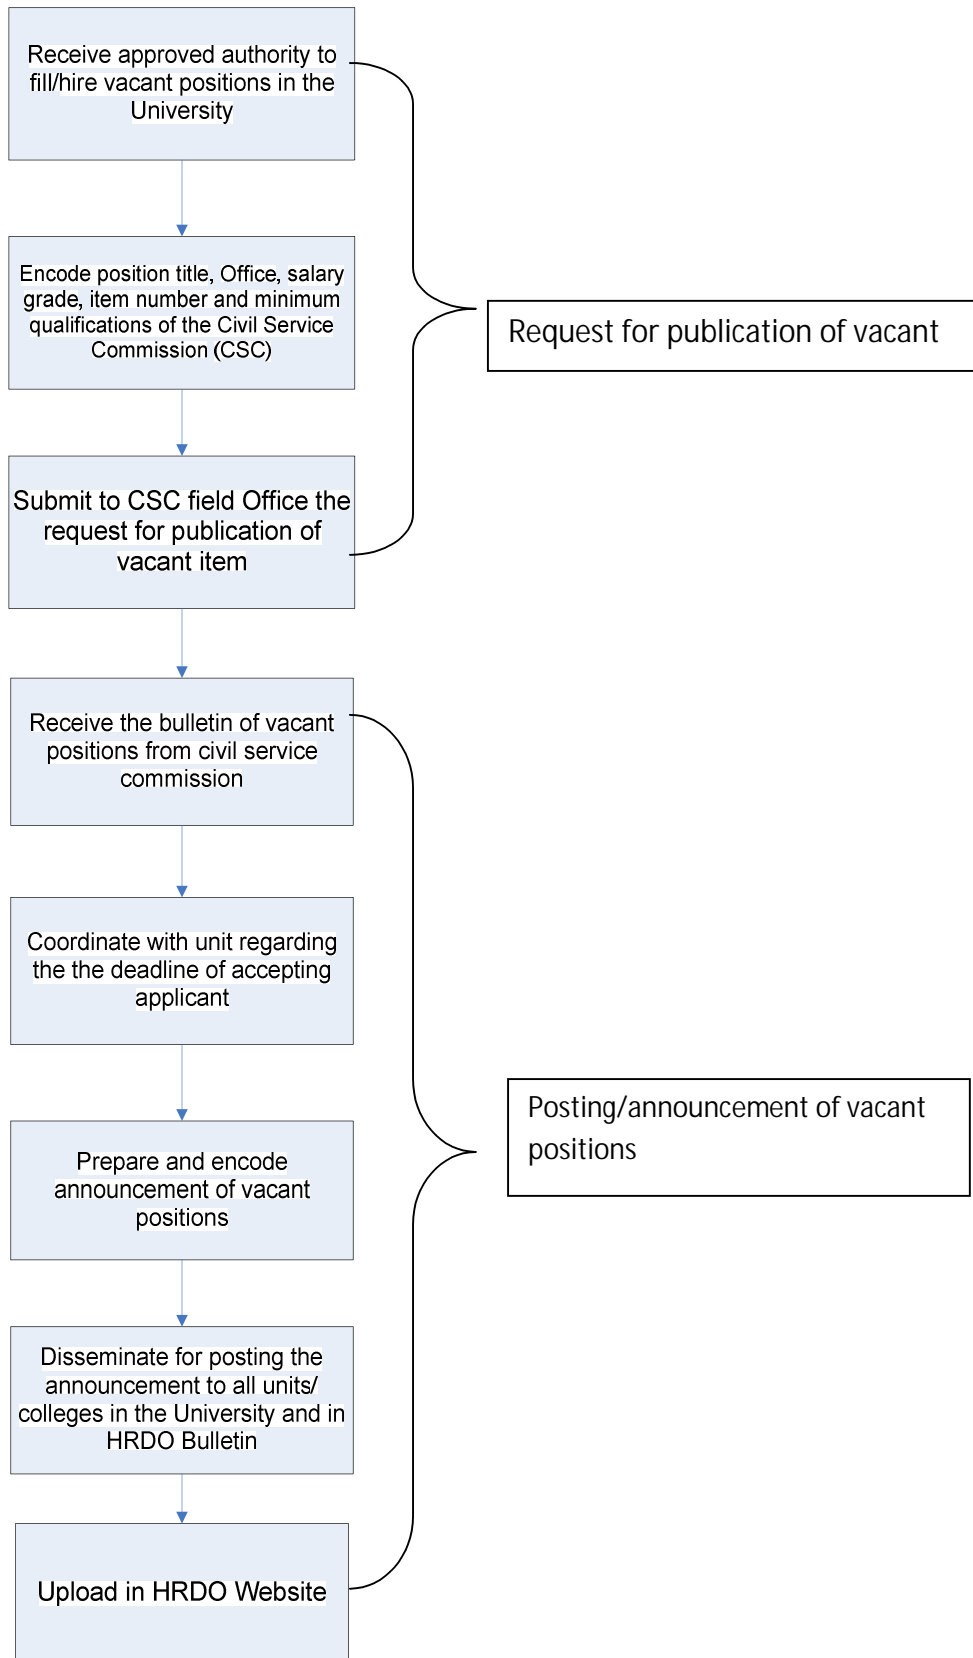 Receive approved authority to
fill/hire vacant positions in the
University
Encode position title, Office, salary
grade, item number and minimum
qualifications of the Civil Service
Commission (CSC)
Request for publication of vacant
Submit to CSC field Office the
request for publication of
vacant item
Receive the bulletin of vacant
positions from civil service
commission
Coordinate with unit regarding
the the deadline of accepting
applicant
Posting/announcement of vacant
positions
Prepare and encode
announcement of vacant
positions
Disseminate for posting the
announcement to all units/
colleges in the University and in
HRDO Bulletin
Upload in HRDO Website